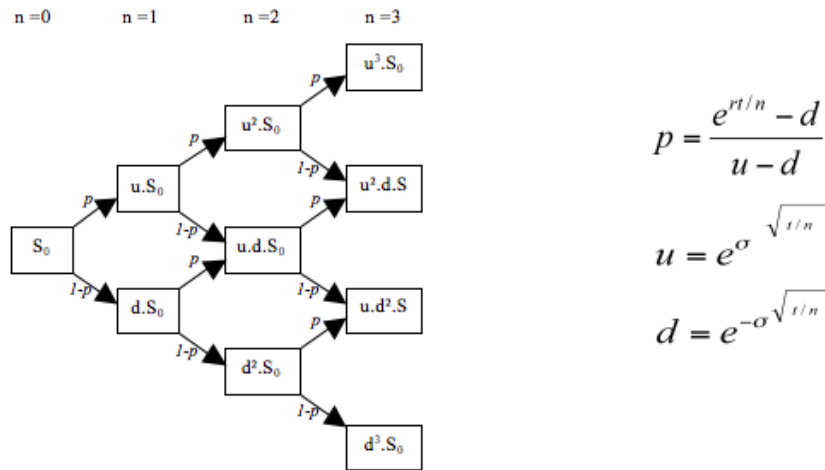 n =0 n =1 n =2 n =3
u³.S₀
p
u².S₀
p 1-p
u.S₀ u².d.S
p 1-p p
S₀ u.d.S₀
1-p p 1-p
d.S₀ u.d².S
1-p p
d².S₀
1-p
d³.S₀
p = (e^{rt/n} − d) / (u − d)
u = e^{σ √(t/n)}
d = e^{−σ √(t/n)}